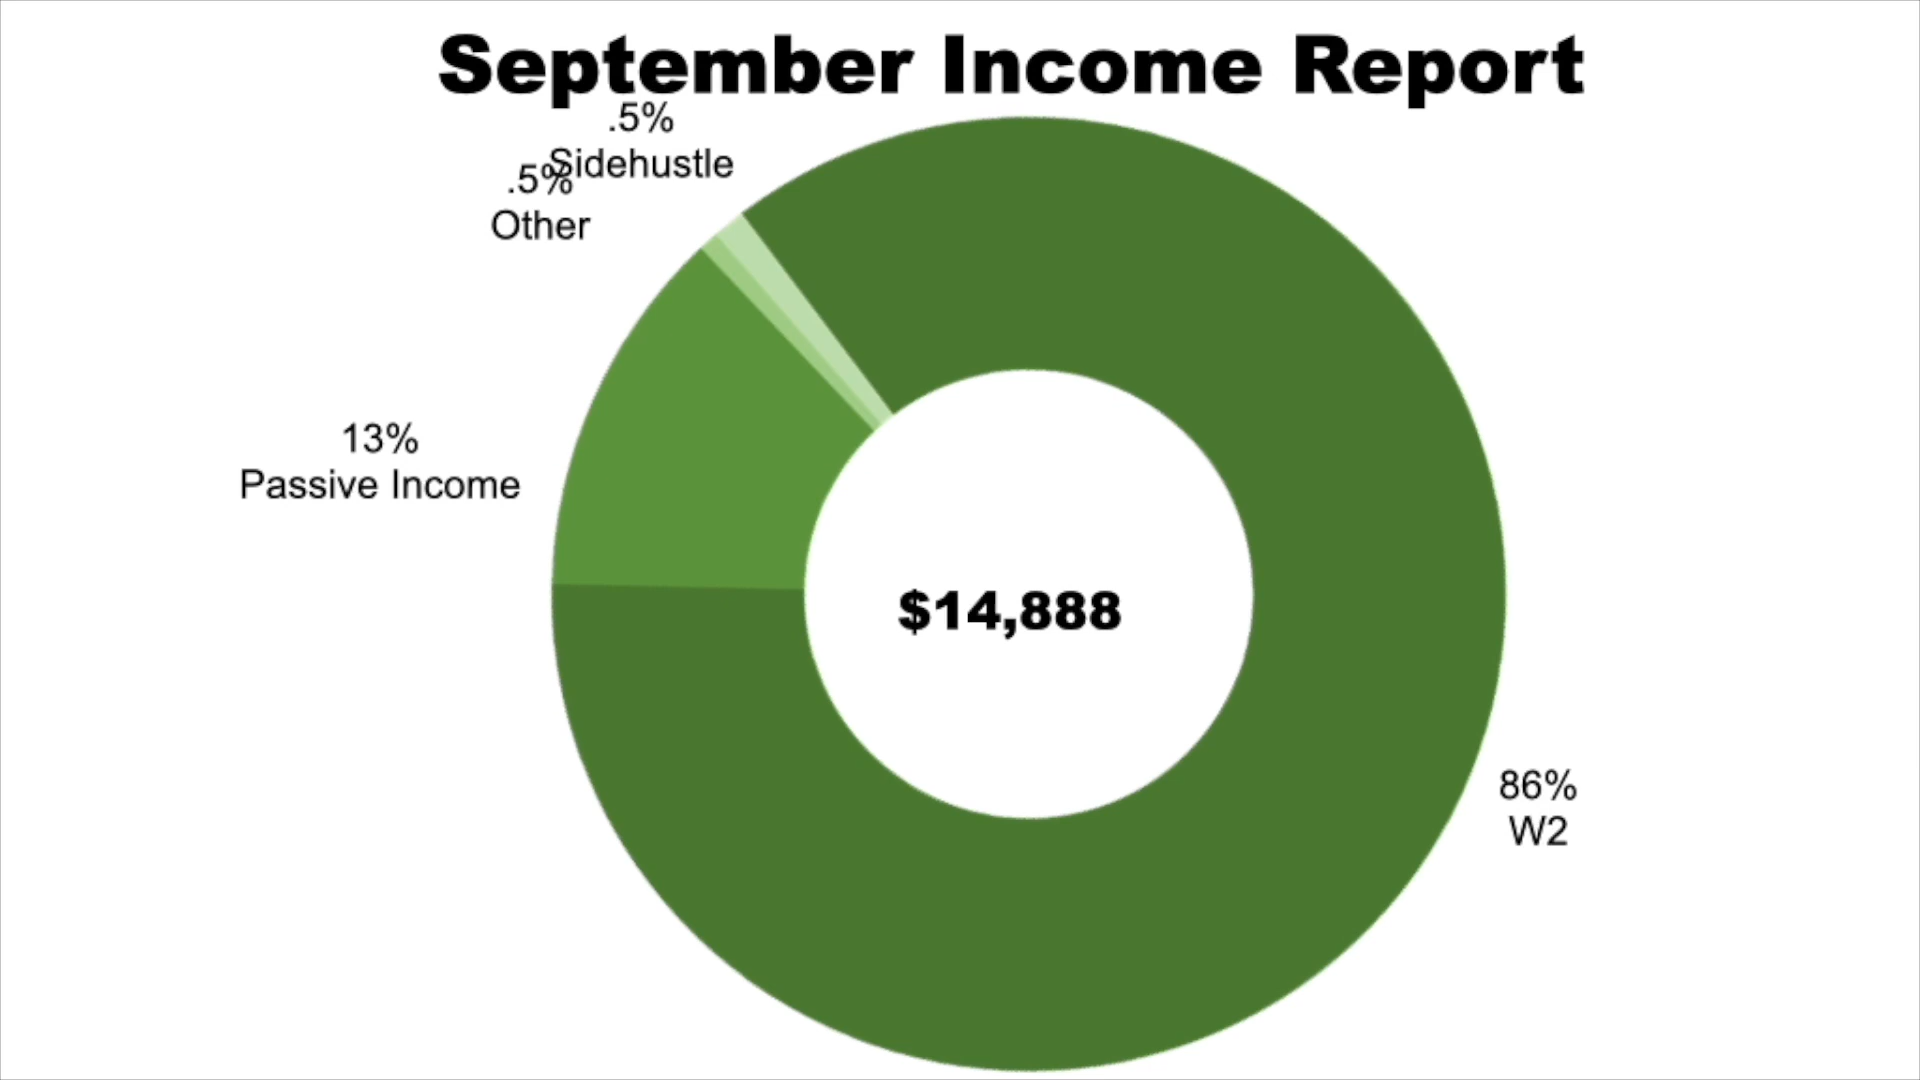 September Income Report
.5%
Sidehustle
.5%
Other
13%
Passive Income
$14,888
86%
W2